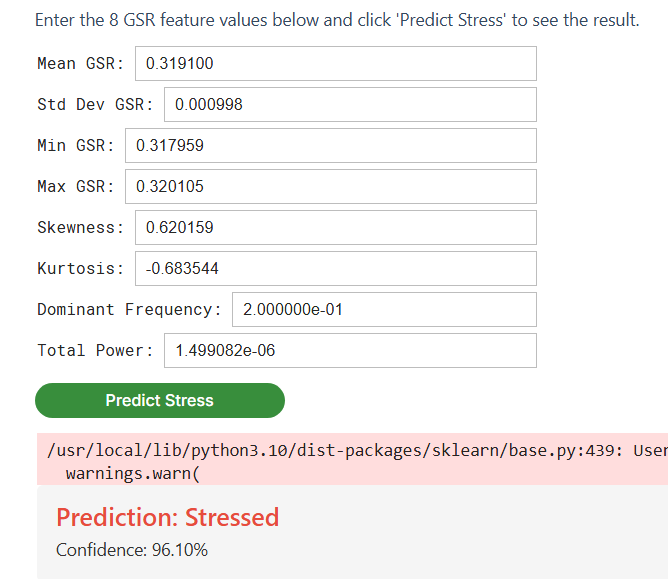 Enter the 8 GSR feature values below and click 'Predict Stress' to see the result.
Mean GSR: 0.319100
Std Dev GSR: 0.000998
Min GSR: 0.317959
Max GSR: 0.320105
Skewness: 0.620159
Kurtosis: -0.683544
Dominant Frequency: 2.000000e-01
Total Power: 1.499082e-06
Predict Stress
/usr/local/lib/python3.10/dist-packages/sklearn/base.py:439: User
warnings.warn(
Prediction: Stressed
Confidence: 96.10%